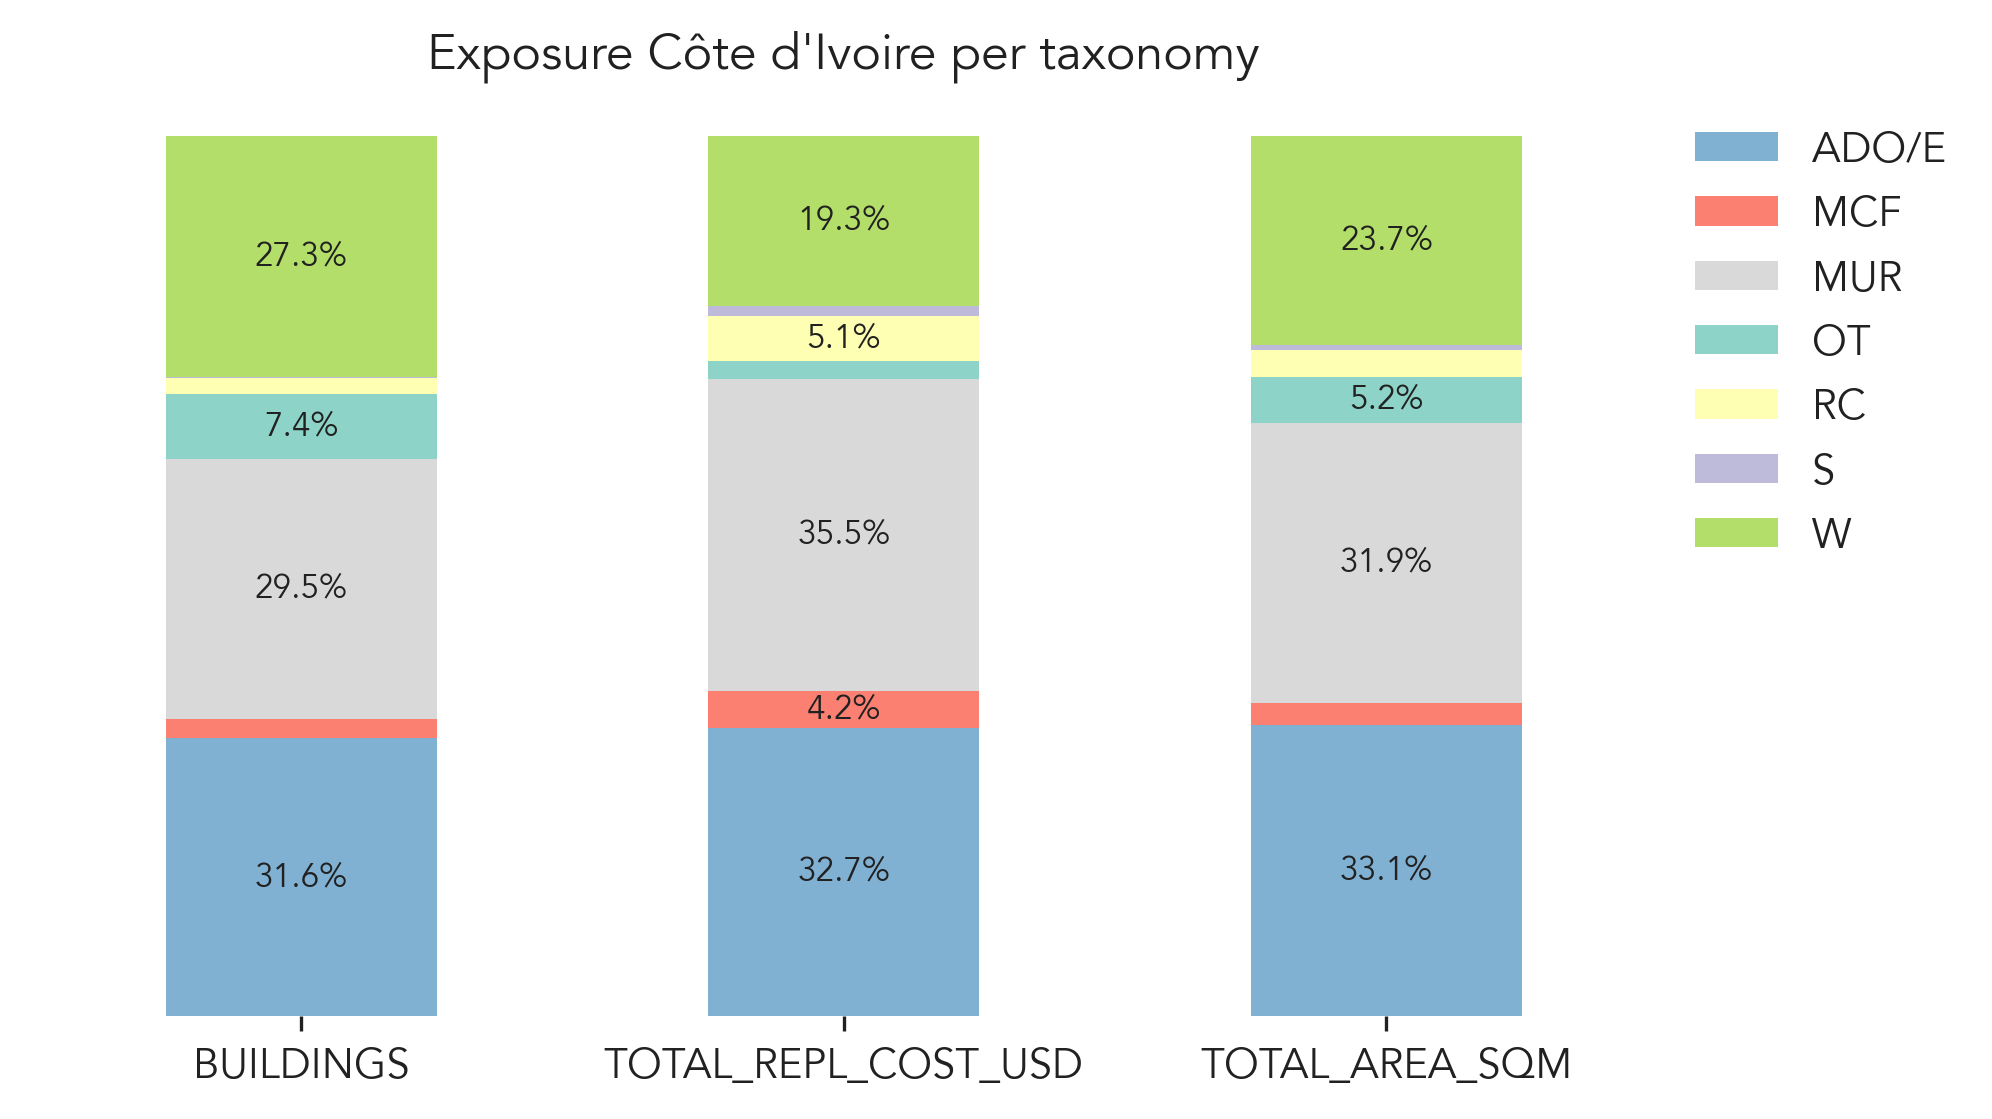 Exposure Côte d'Ivoire per taxonomy
27.3%
7.4%
29.5%
31.6%
BUILDINGS
19.3%
5.1%
35.5%
4.2%
32.7%
TOTAL_REPL_COST_USD
23.7%
5.2%
31.9%
33.1%
TOTAL_AREA_SQM
ADO/E
MCF
MUR
OT
RC
S
W